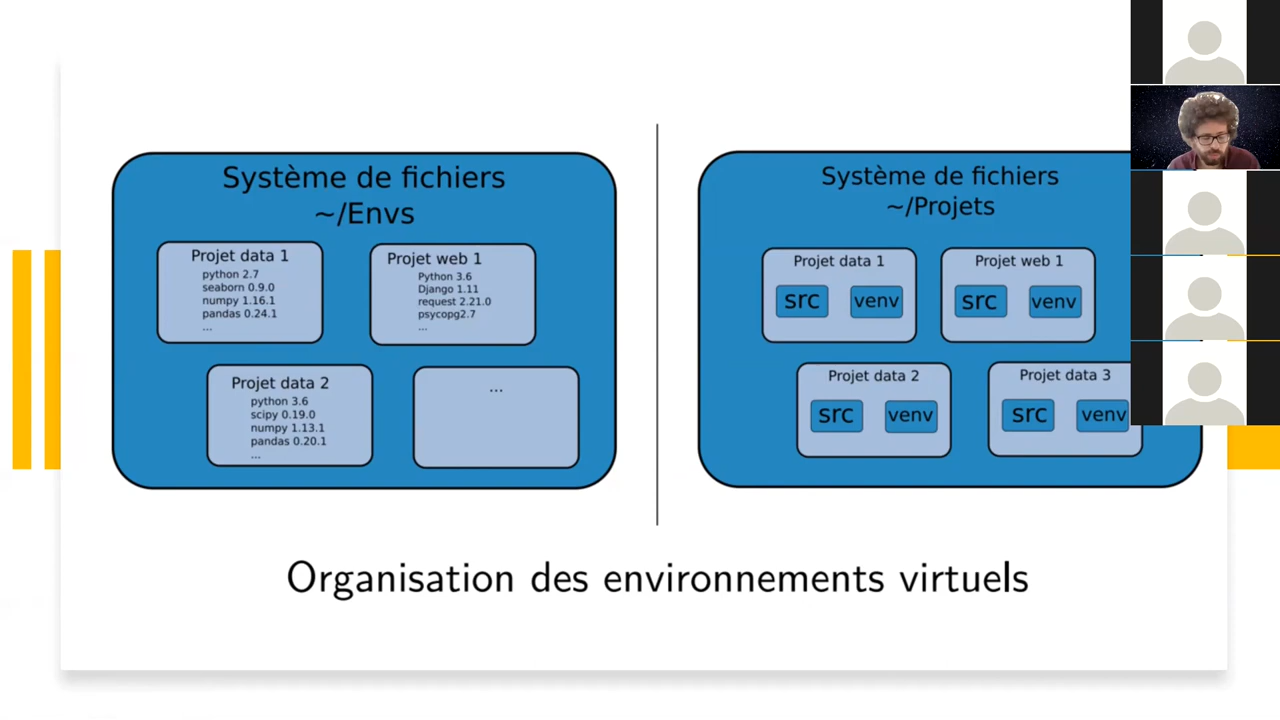 Système de fichiers
~/Envs
Projet data 1
python 2.7
seaborn 0.9.0
numpy 1.16.1
pandas 0.24.1
...
Projet web 1
Python 3.6
Django 1.11
request 2.21.0
psycopg2.7
...
Projet data 2
python 3.6
scipy 0.19.0
numpy 1.13.1
pandas 0.20.1
...
...
Système de fichiers
~/Projets
Projet data 1
src venv
Projet web 1
src venv
Projet data 2
src venv
Projet data 3
src venv
Organisation des environnements virtuels